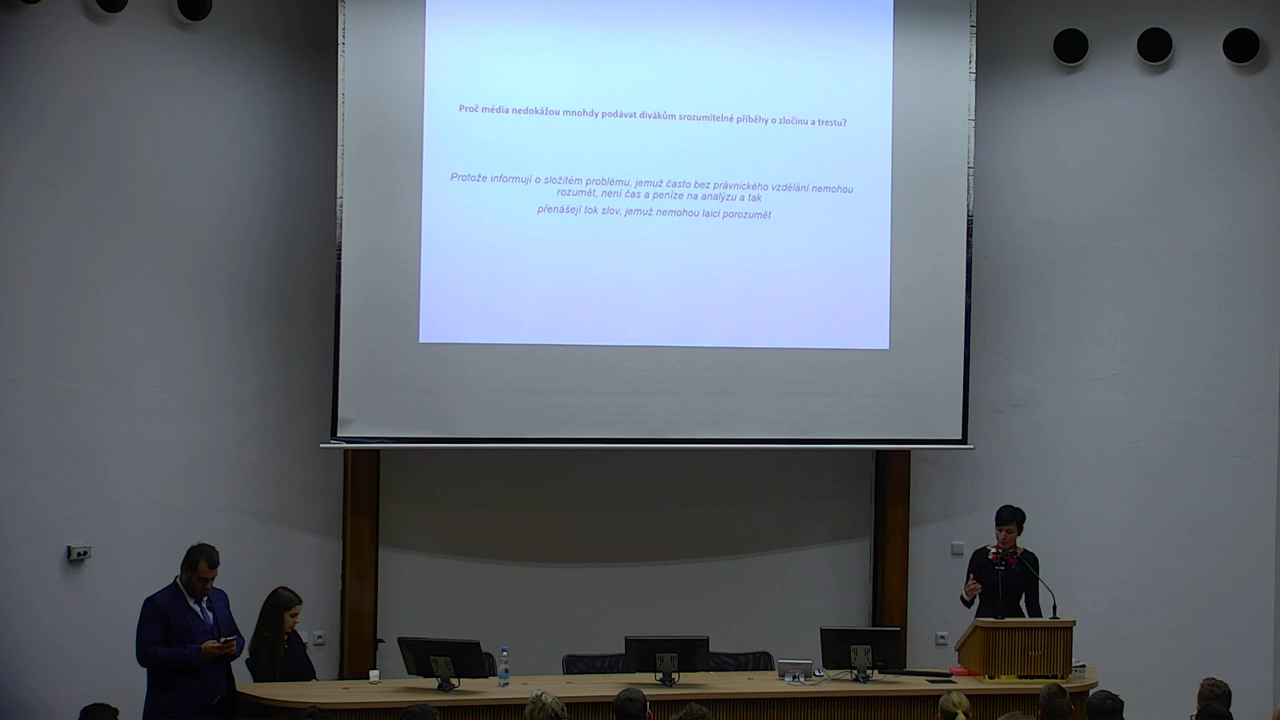 Proč média nedokážou mnohdy podávat divákům srozumitelné příběhy o zločinu a trestu?
Protože informují o složitém problému, jemuž často bez právnického vzdělání nemohou
rozumět, není čas a peníze na analýzu a tak
přenášejí tok slov, jemuž nemohou laici porozumět